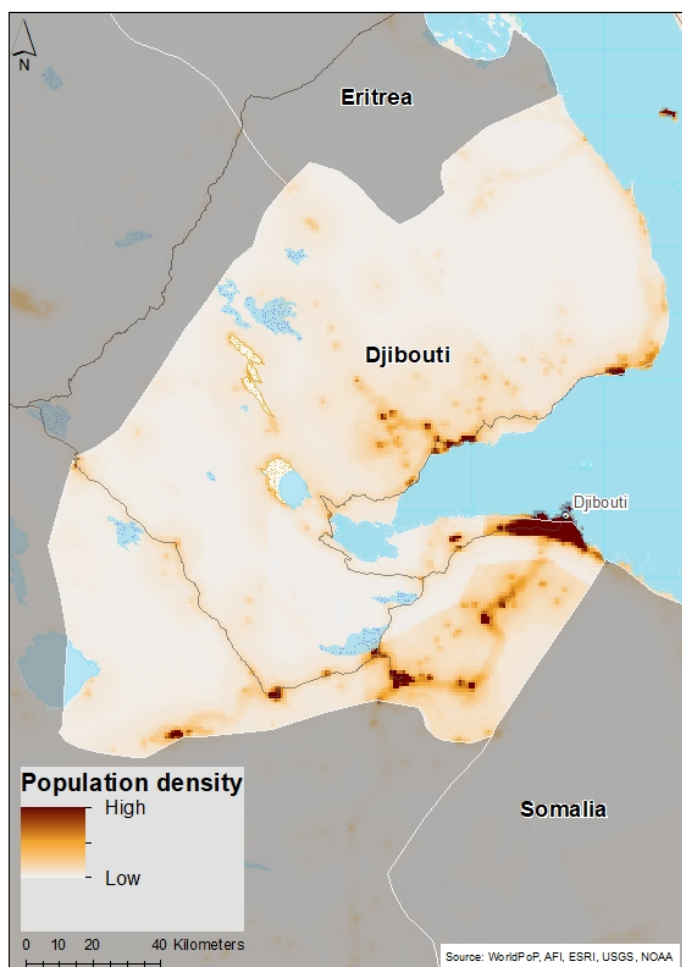 N
Eritrea
Djibouti
Djibouti
Somalia
Population density
High
Low
0 10 20 40 Kilometers
Source: WorldPoP, AFI, ESRI, USGS, NOAA